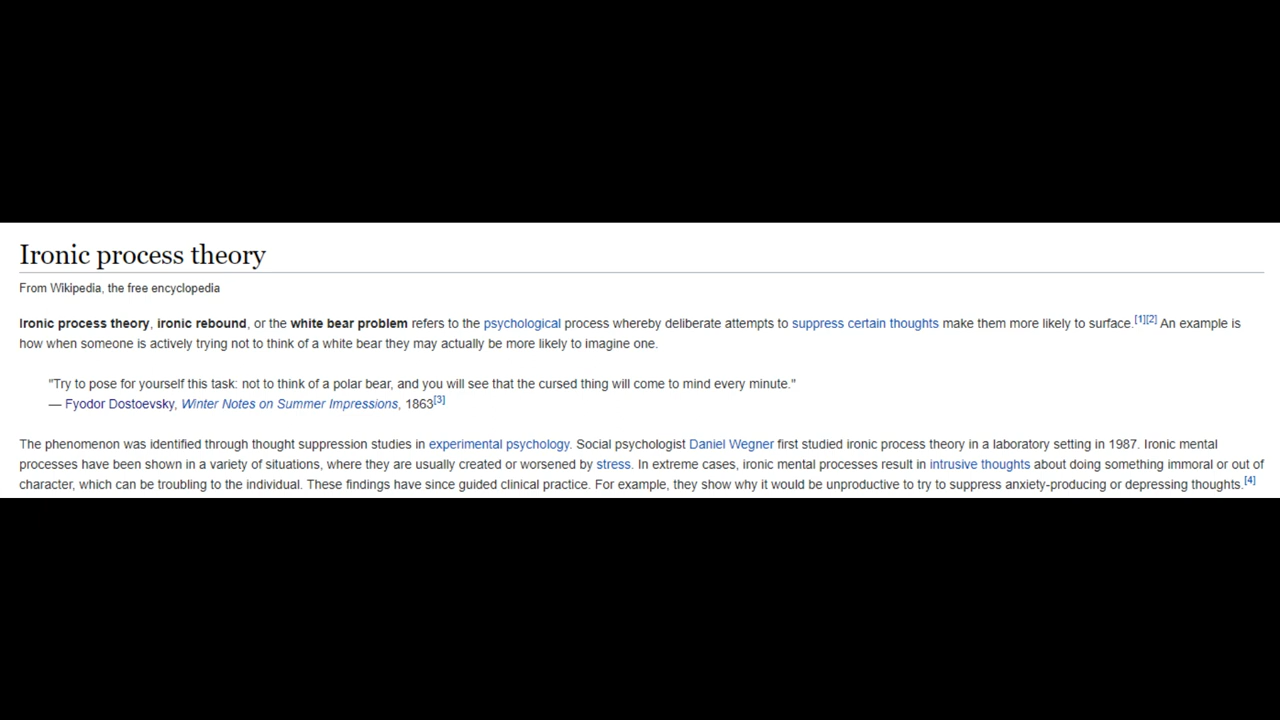 Ironic process theory
From Wikipedia, the free encyclopedia
Ironic process theory, ironic rebound, or the white bear problem refers to the psychological process whereby deliberate attempts to suppress certain thoughts make them more likely to surface.[1][2] An example is
how when someone is actively trying not to think of a white bear they may actually be more likely to imagine one.
"Try to pose for yourself this task: not to think of a polar bear, and you will see that the cursed thing will come to mind every minute."
— Fyodor Dostoevsky, Winter Notes on Summer Impressions, 1863[3]
The phenomenon was identified through thought suppression studies in experimental psychology. Social psychologist Daniel Wegner first studied ironic process theory in a laboratory setting in 1987. Ironic mental
processes have been shown in a variety of situations, where they are usually created or worsened by stress. In extreme cases, ironic mental processes result in intrusive thoughts about doing something immoral or out of
character, which can be troubling to the individual. These findings have since guided clinical practice. For example, they show why it would be unproductive to try to suppress anxiety-producing or depressing thoughts.[4]